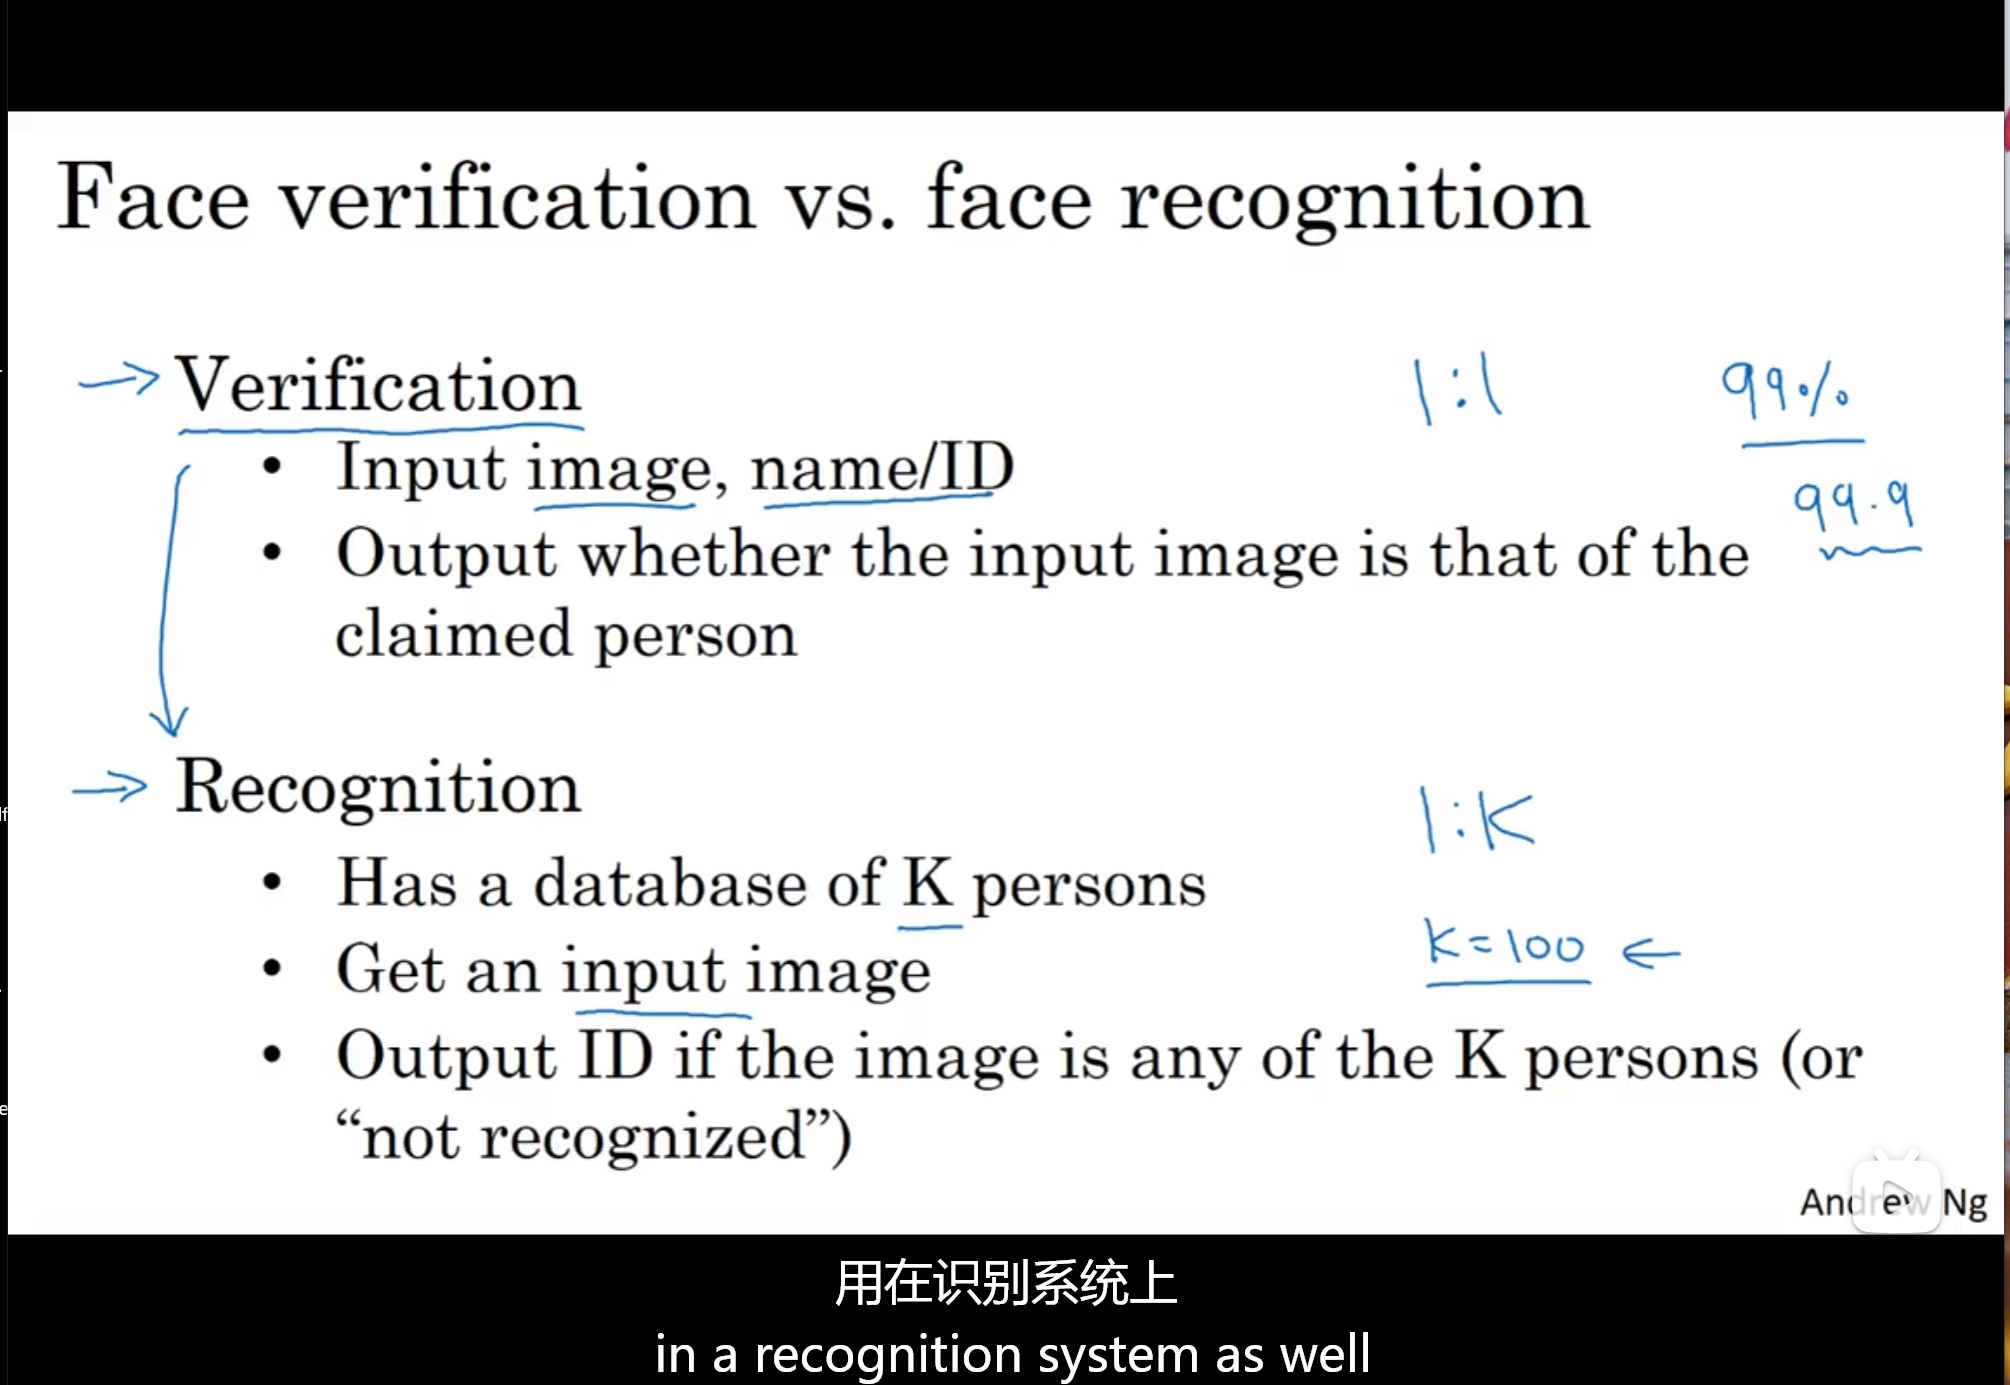 Face verification vs. face recognition
→ Verification
1:1
99%
• Input image, name/ID
99.9
• Output whether the input image is that of the
claimed person
→ Recognition
1:K
• Has a database of K persons
K=100 ←
• Get an input image
• Output ID if the image is any of the K persons (or
“not recognized”)
Andrew Ng
用在识别系统上
in a recognition system as well